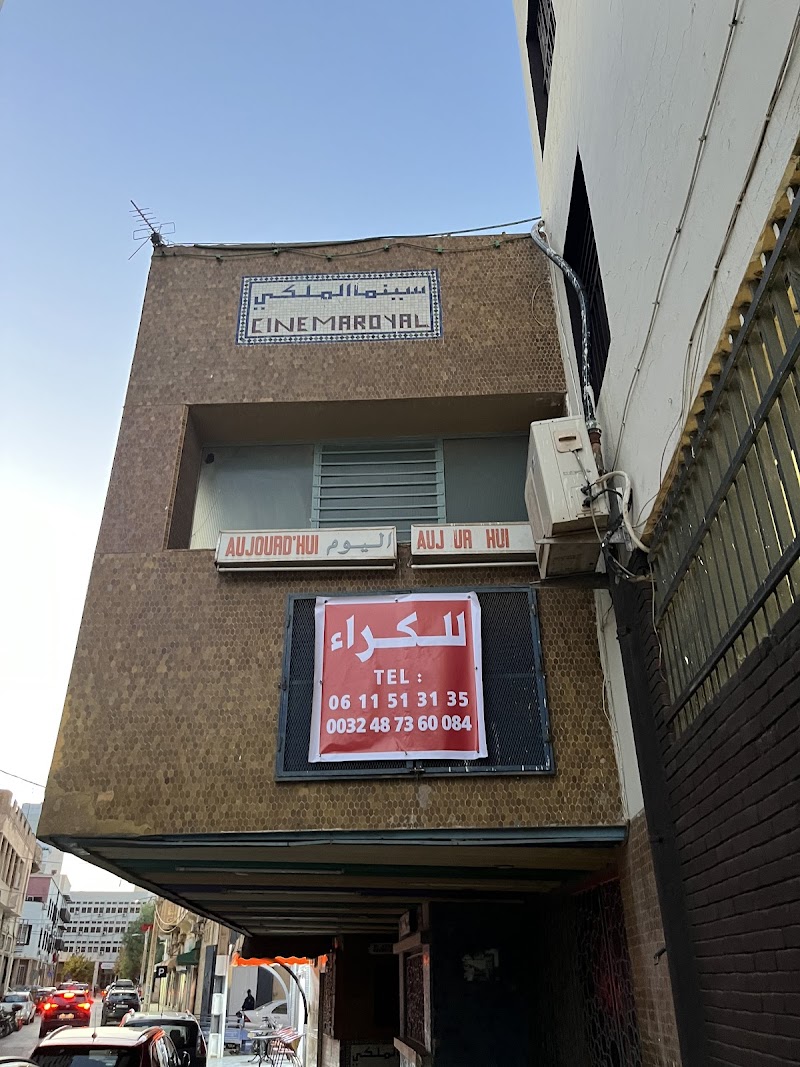 سينما الملكي
CINEMAROYAL
AUJOURD'HUI اليوم
AUJ UR HUI
للكراء
TEL :
06 11 51 31 35
0032 48 73 60 084
P
الملكي